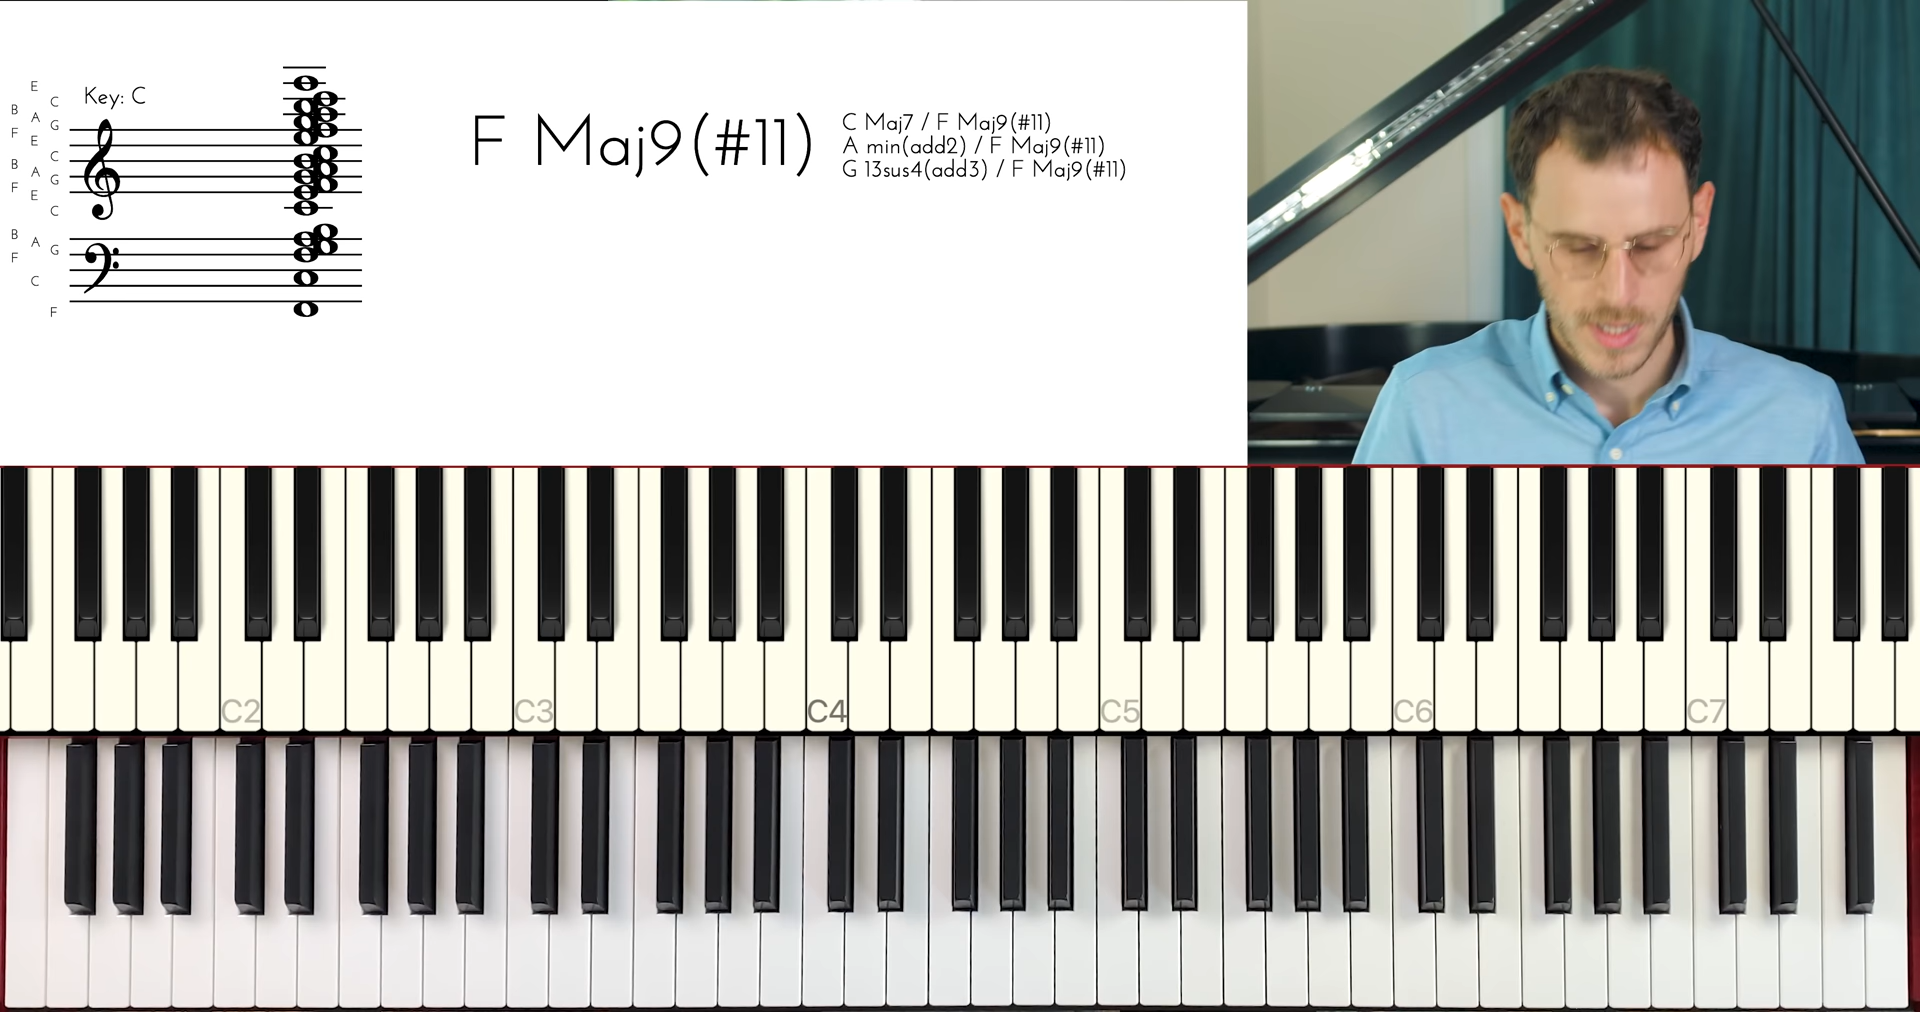 Key: C
E
C
B
A
G
F
E
C
B
A
G
F
E
C
B
A
G
F
C
F
F Maj9(#11)
C Maj7 / F Maj9(#11)
A min(add2) / F Maj9(#11)
G 13sus4(add3) / F Maj9(#11)
C2
C3
C4
C5
C6
C7